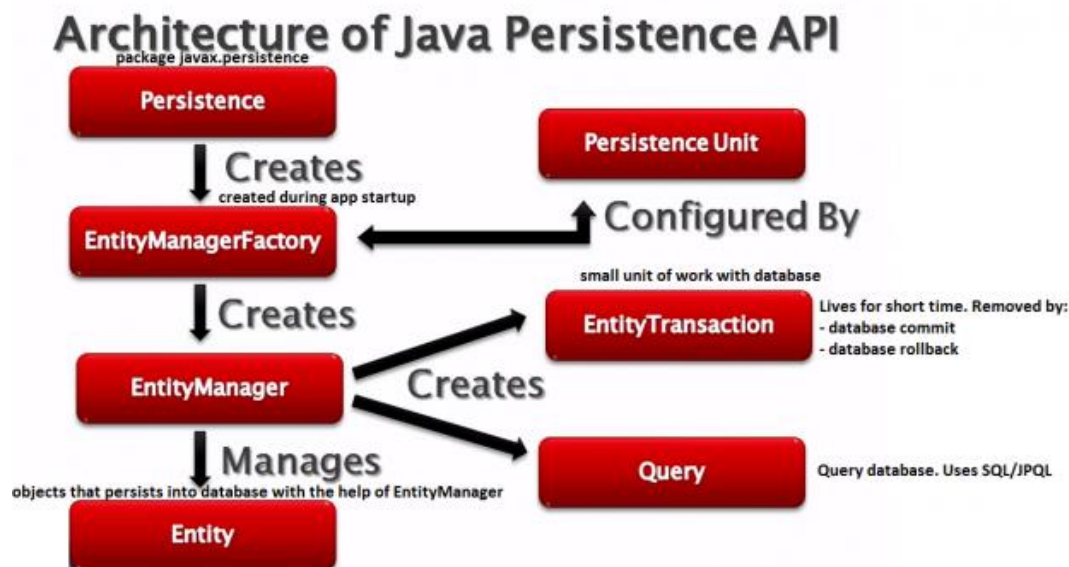 Architecture of Java Persistence API
package javax.persistence
Persistence
Persistence Unit
Creates
created during app startup
Configured By
EntityManagerFactory
small unit of work with database
Creates
EntityTransaction
Lives for short time. Removed by:
- database commit
- database rollback
EntityManager
Creates
Manages
Query
Query database. Uses SQL/JPQL
objects that persists into database with the help of EntityManager
Entity